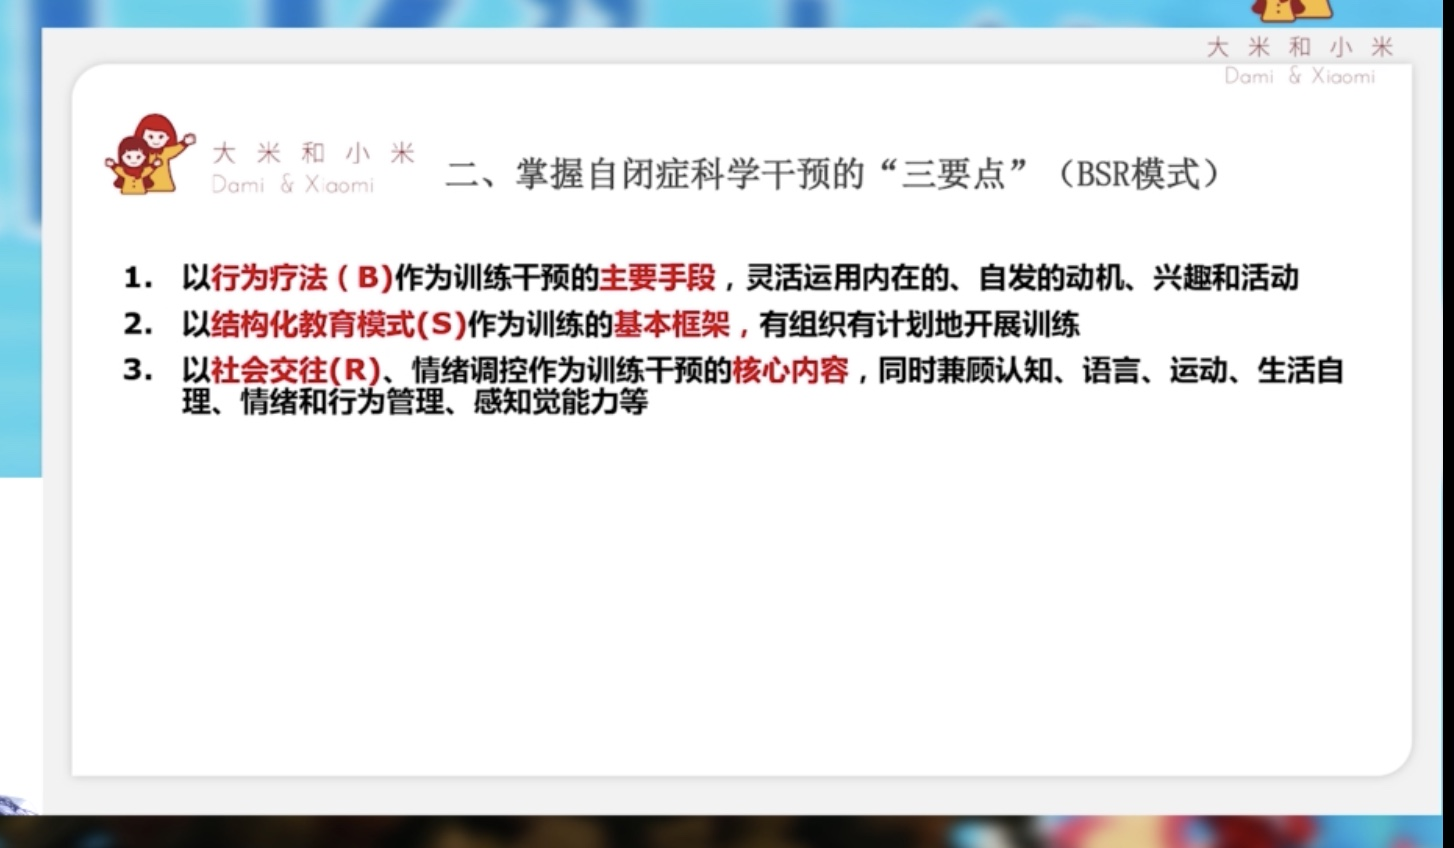 大米和小米
Dami & Xiaomi
大米和小米
Dami & Xiaomi
二、掌握自闭症科学干预的“三要点”（BSR模式）
1. 以行为疗法（B)作为训练干预的主要手段，灵活运用内在的、自发的动机、兴趣和活动
2. 以结构化教育模式(S)作为训练的基本框架，有组织有计划地开展训练
3. 以社会交往(R)、情绪调控作为训练干预的核心内容，同时兼顾认知、语言、运动、生活自
理、情绪和行为管理、感知觉能力等